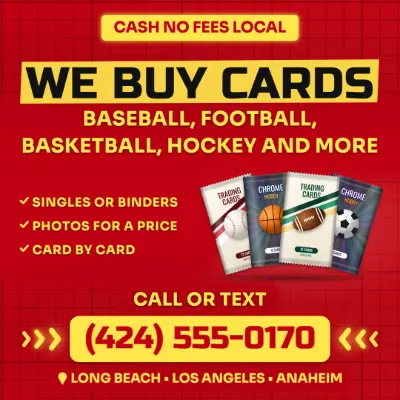 CASH NO FEES LOCAL
WE BUY CARDS
BASEBALL, FOOTBALL,
BASKETBALL, HOCKEY AND MORE
SINGLES OR BINDERS
PHOTOS FOR A PRICE
CARD BY CARD
TRADING
CARDS
CHROME
HOBBY
TRADING
CARDS
CHROME
HOBBY
CALL OR TEXT
(424) 555-0170
LONG BEACH • LOS ANGELES • ANAHEIM